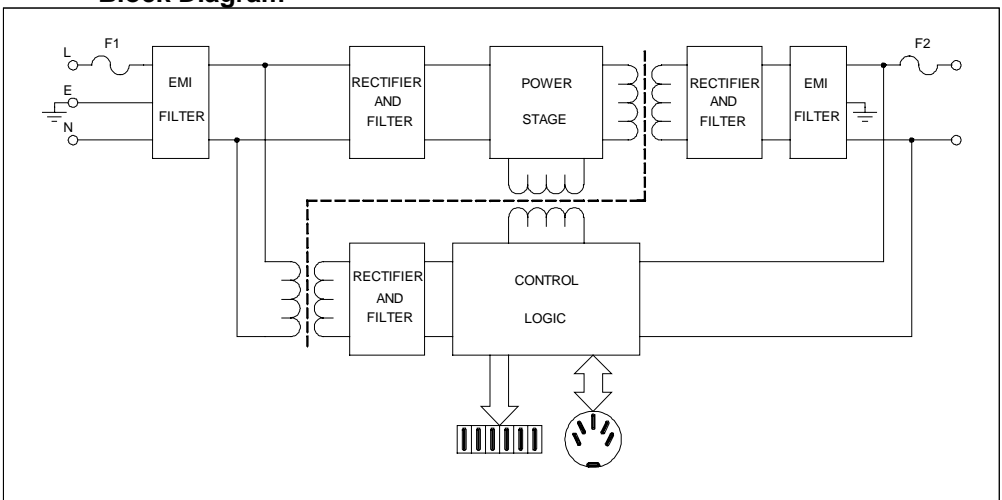 Block Diagram
L
F1
F2
E
N
EMI
FILTER
RECTIFIER
AND
FILTER
POWER
STAGE
RECTIFIER
AND
FILTER
EMI
FILTER
RECTIFIER
AND
FILTER
CONTROL
LOGIC